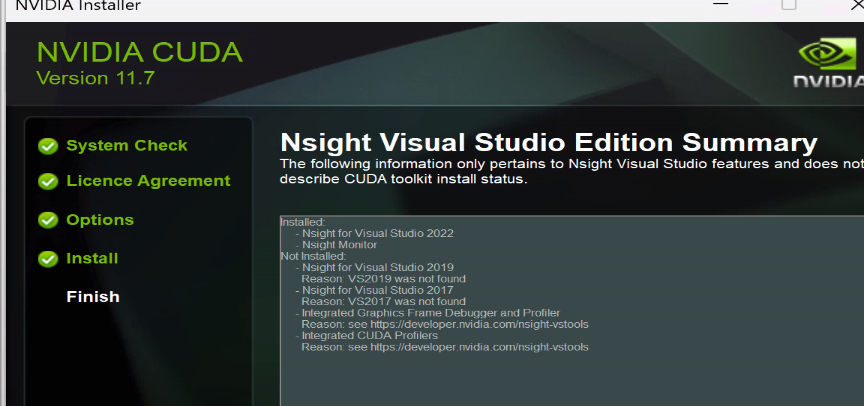 NVIDIA Installer
NVIDIA CUDA
Version 11.7
NVIDIA
System Check
Licence Agreement
Options
Install
Finish
Nsight Visual Studio Edition Summary
The following information only pertains to Nsight Visual Studio features and does not
describe CUDA toolkit install status.
Installed:
- Nsight for Visual Studio 2022
- Nsight Monitor
Not Installed:
- Nsight for Visual Studio 2019
Reason: VS2019 was not found
- Nsight for Visual Studio 2017
Reason: VS2017 was not found
- Integrated Graphics Frame Debugger and Profiler
Reason: see https://developer.nvidia.com/nsight-vstools
- Integrated CUDA Profilers
Reason: see https://developer.nvidia.com/nsight-vstools